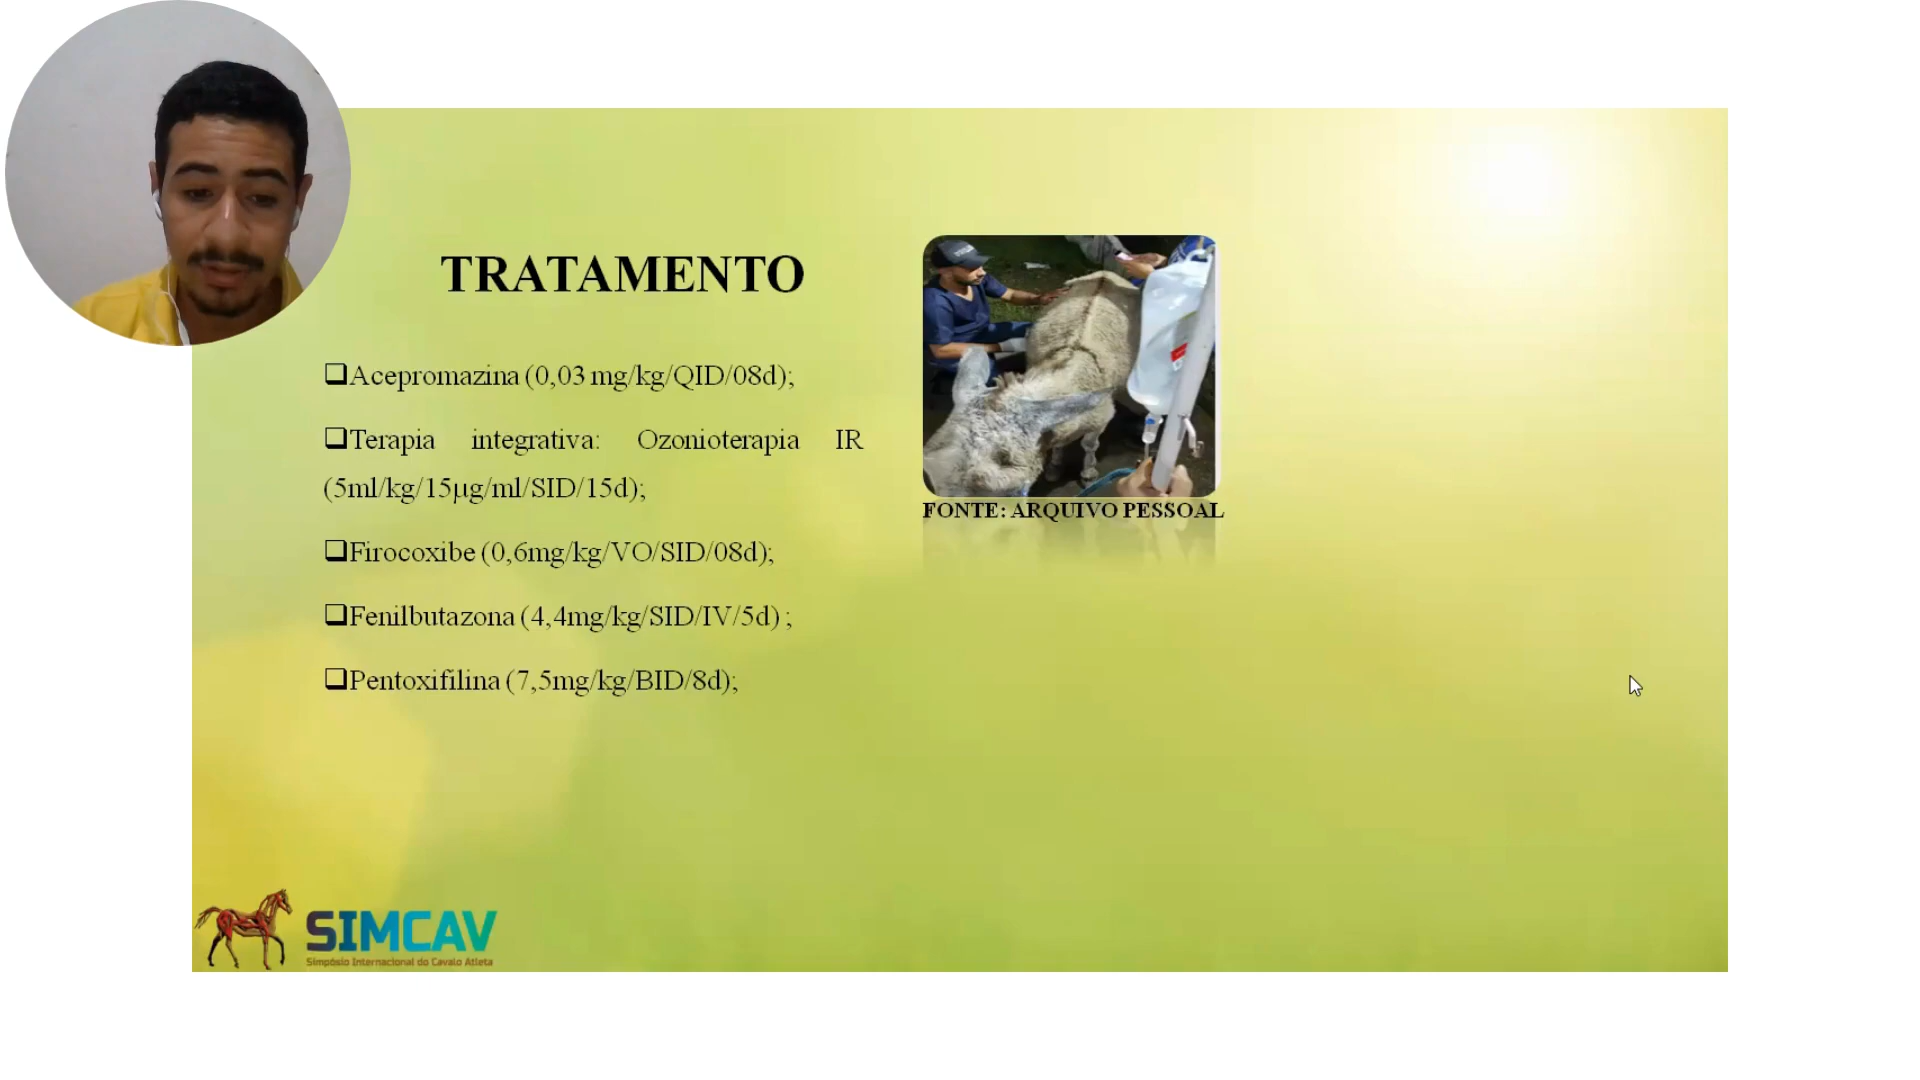 TRATAMENTO
❑Acepromazina (0,03 mg/kg/QID/08d);
❑Terapia integrativa: Ozonioterapia IR
(5ml/kg/15µg/ml/SID/15d);
❑Firocoxibe (0,6mg/kg/VO/SID/08d);
❑Fenilbutazona (4,4mg/kg/SID/IV/5d) ;
❑Pentoxifilina (7,5mg/kg/BID/8d);
FONTE: ARQUIVO PESSOAL
SIMCAV
Simpósio Internacional do Cavalo Atleta